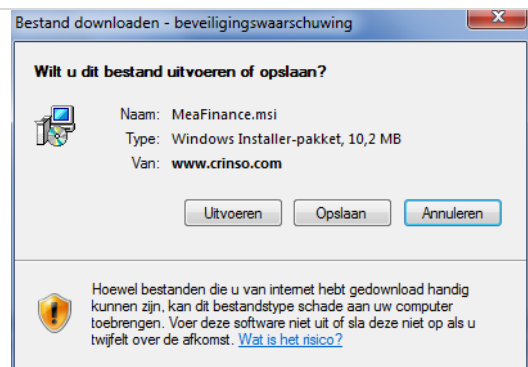 Bestand downloaden - beveiligingswaarschuwing
Wilt u dit bestand uitvoeren of opslaan?
Naam: MeaFinance.msi
Type: Windows Installer-pakket, 10,2 MB
Van: www.crinso.com
Uitvoeren Opslaan Annuleren
Hoewel bestanden die u van internet hebt gedownload handig
kunnen zijn, kan dit bestandstype schade aan uw computer
toebrengen. Voer deze software niet uit of sla deze niet op als u
twijfelt over de afkomst. Wat is het risico?